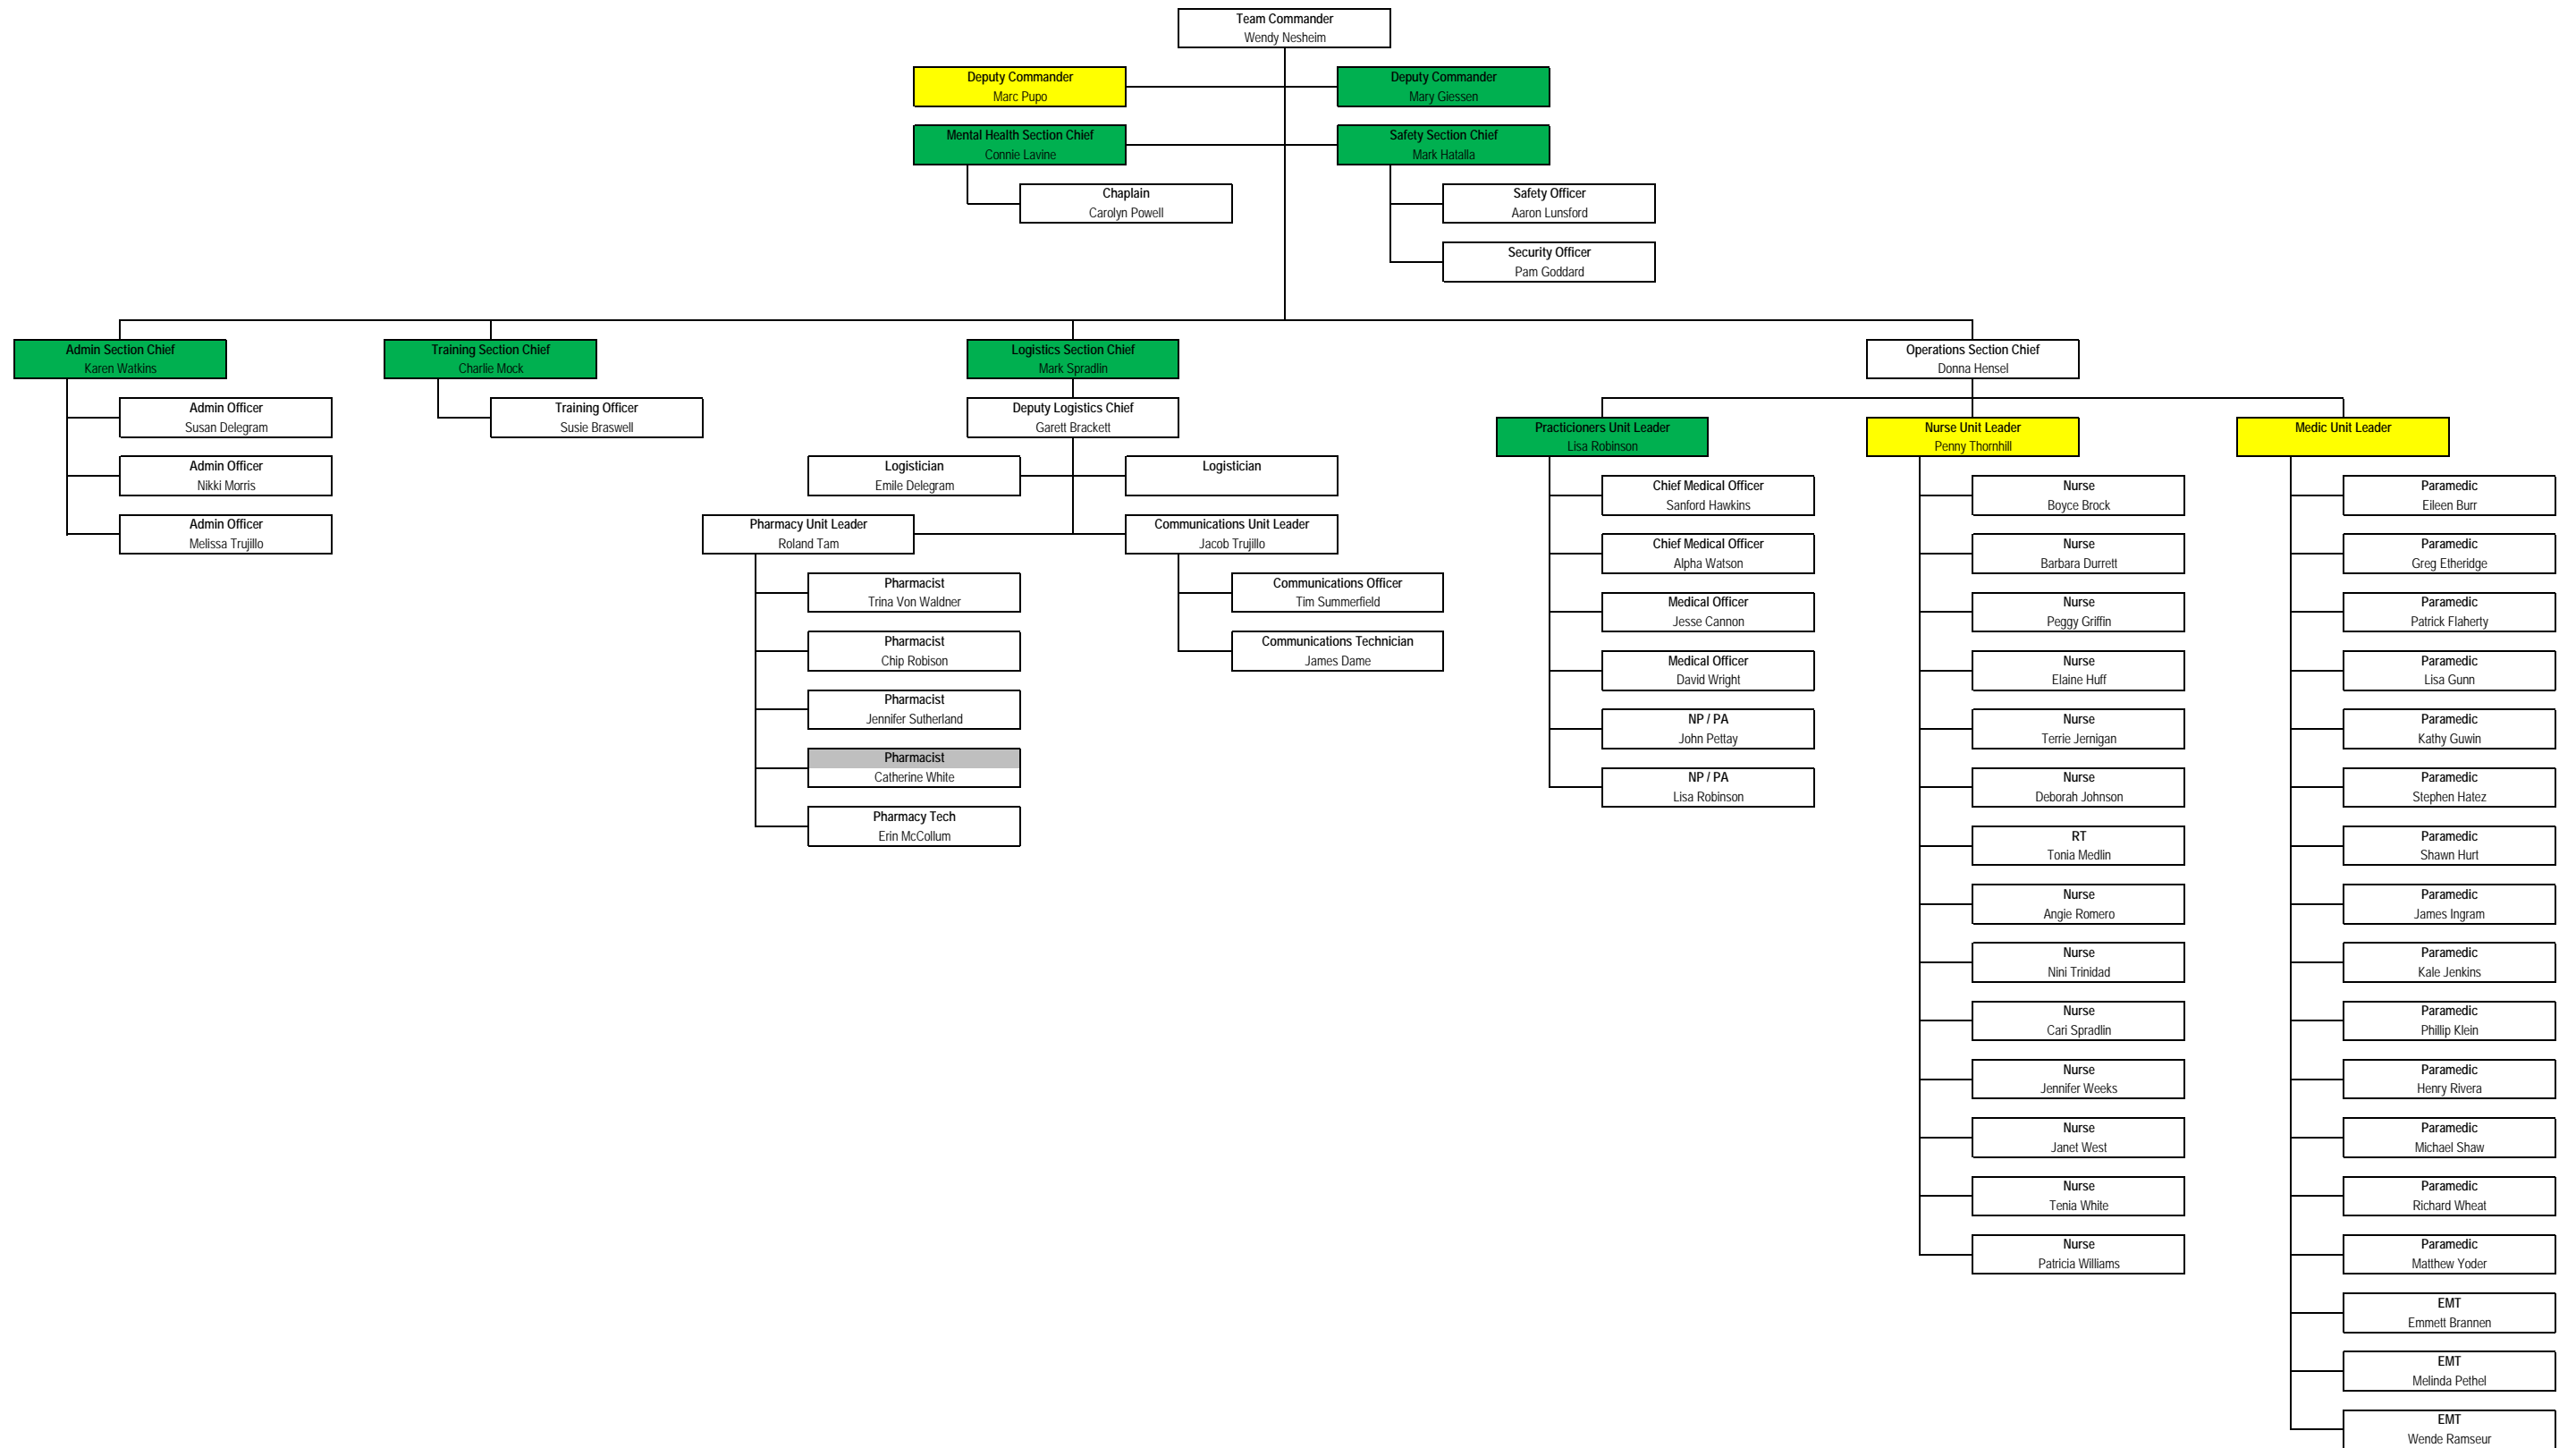 Team Commander
Wendy Nesheim
Deputy Commander
Marc Pupo
Deputy Commander
Mary Giessen
Mental Health Section Chief
Connie Lavine
Safety Section Chief
Mark Hatalla
Chaplain
Carolyn Powell
Safety Officer
Aaron Lunsford
Security Officer
Pam Goddard
Admin Section Chief
Karen Watkins
Admin Officer
Susan Delegram
Admin Officer
Nikki Morris
Admin Officer
Melissa Trujillo
Training Section Chief
Charlie Mock
Training Officer
Susie Braswell
Logistics Section Chief
Mark Spradlin
Deputy Logistics Chief
Garett Brackett
Logistician
Emile Delegram
Logistician
Pharmacy Unit Leader
Roland Tam
Pharmacist
Trina Von Waldner
Pharmacist
Chip Robison
Pharmacist
Jennifer Sutherland
Pharmacist
Catherine White
Pharmacy Tech
Erin McCollum
Communications Unit Leader
Jacob Trujillo
Communications Officer
Tim Summerfield
Communications Technician
James Dame
Operations Section Chief
Donna Hensel
Practicioners Unit Leader
Lisa Robinson
Chief Medical Officer
Sanford Hawkins
Chief Medical Officer
Alpha Watson
Medical Officer
Jesse Cannon
Medical Officer
David Wright
NP / PA
John Pettay
NP / PA
Lisa Robinson
Nurse Unit Leader
Penny Thornhill
Nurse
Boyce Brock
Nurse
Barbara Durrett
Nurse
Peggy Griffin
Nurse
Elaine Huff
Nurse
Terrie Jernigan
Nurse
Deborah Johnson
RT
Tonia Medlin
Nurse
Angie Romero
Nurse
Nini Trinidad
Nurse
Cari Spradlin
Nurse
Jennifer Weeks
Nurse
Janet West
Nurse
Tenia White
Nurse
Patricia Williams
Medic Unit Leader
Paramedic
Eileen Burr
Paramedic
Greg Etheridge
Paramedic
Patrick Flaherty
Paramedic
Lisa Gunn
Paramedic
Kathy Guwin
Paramedic
Stephen Hatez
Paramedic
Shawn Hurt
Paramedic
James Ingram
Paramedic
Kale Jenkins
Paramedic
Phillip Klein
Paramedic
Henry Rivera
Paramedic
Michael Shaw
Paramedic
Richard Wheat
Paramedic
Matthew Yoder
EMT
Emmett Brannen
EMT
Melinda Pethel
EMT
Wende Ramseur